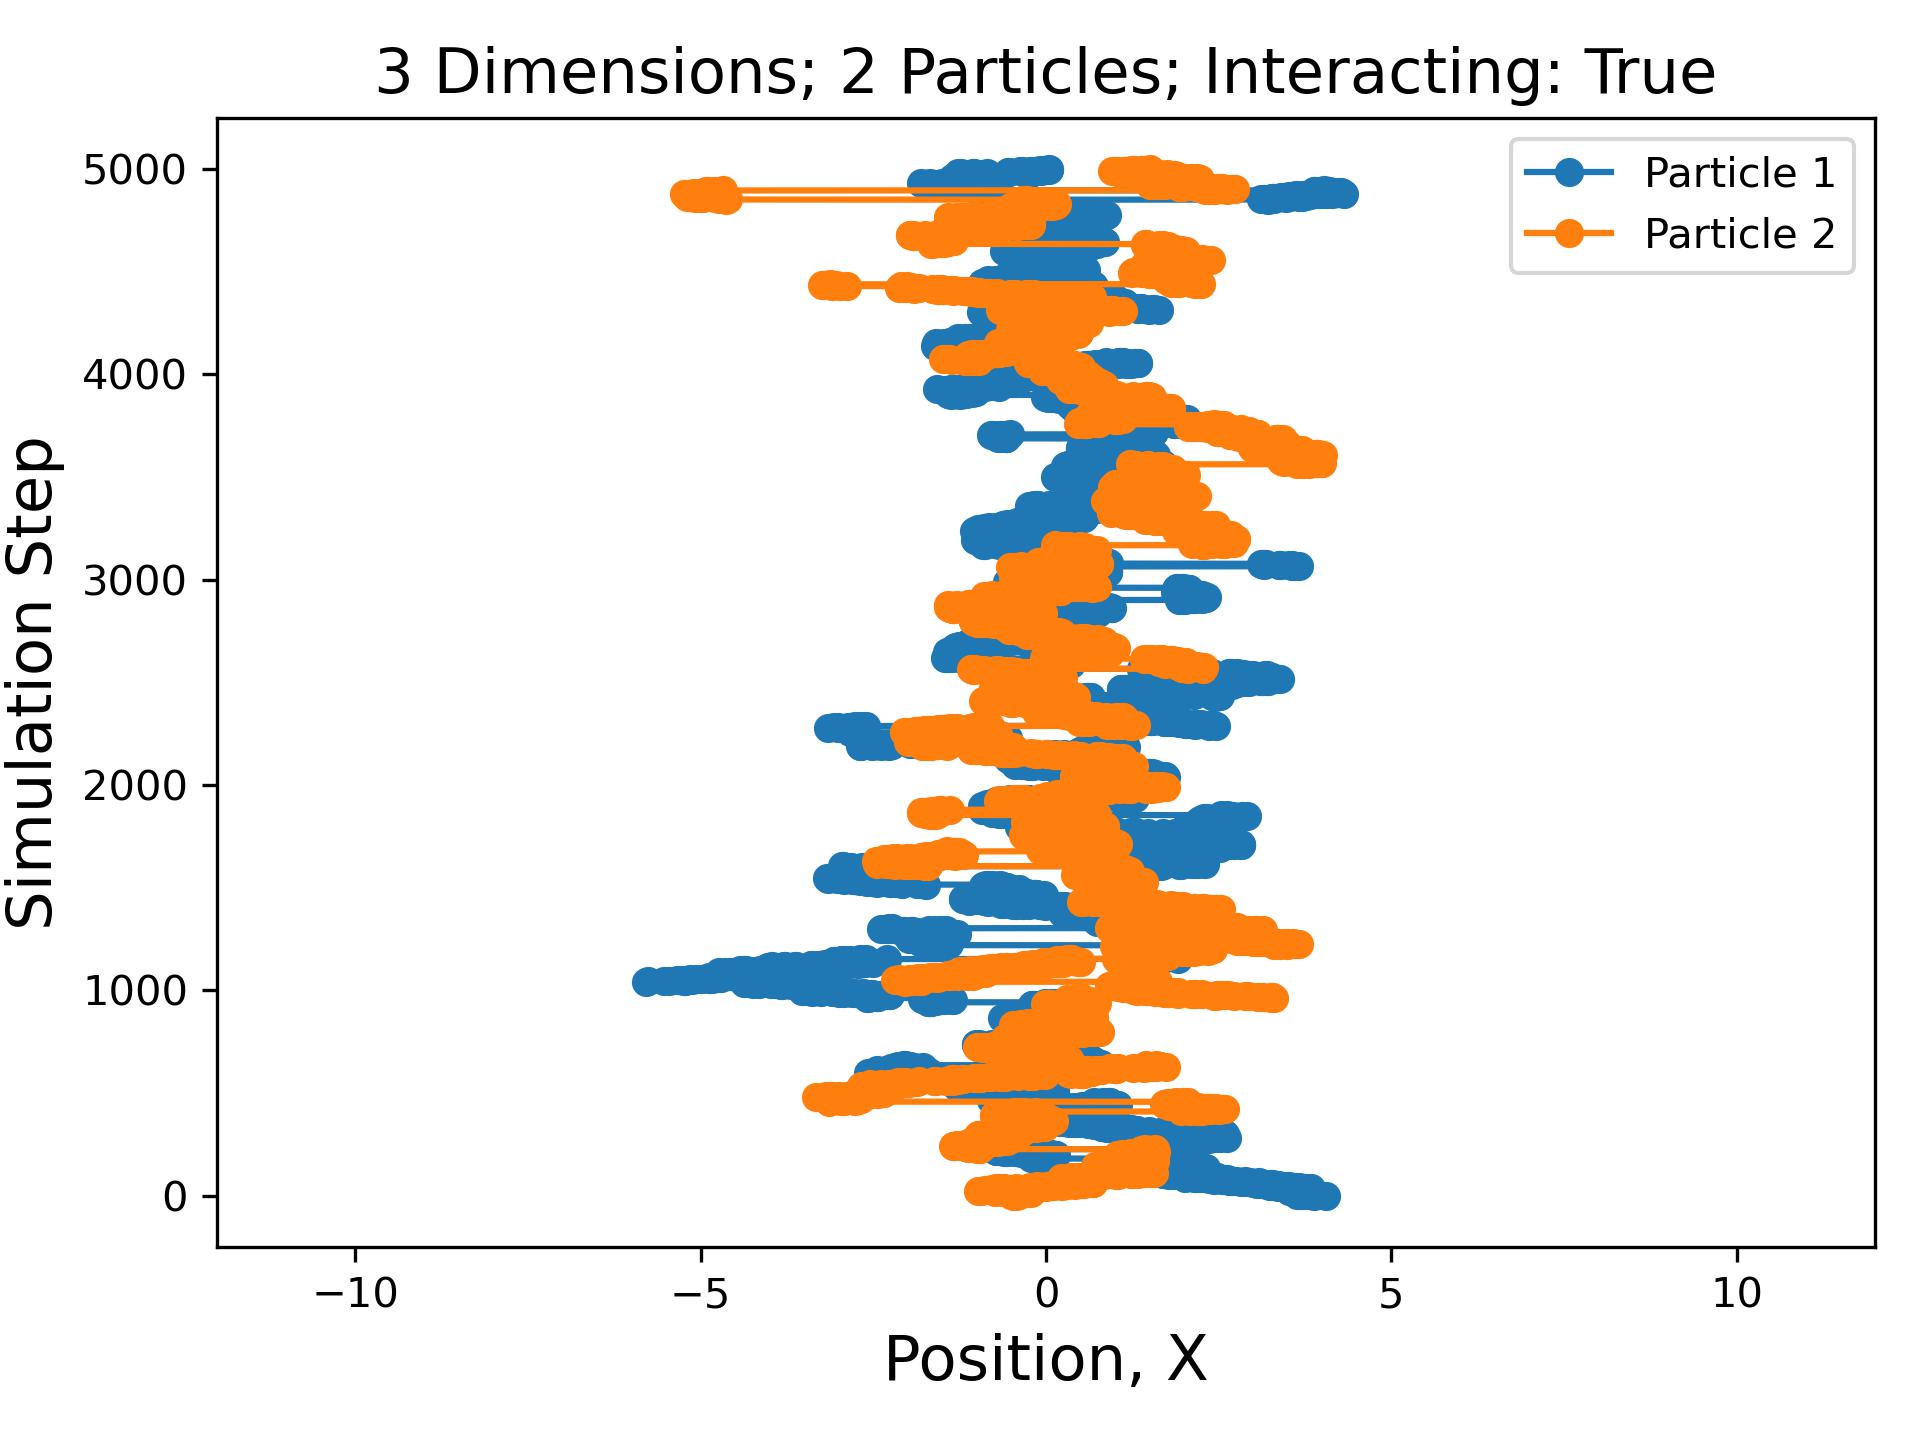 3 Dimensions; 2 Particles; Interacting: True
Particle 1
Particle 2
5000
4000
3000
2000
1000
0
Simulation Step
−10
−5
0
5
10
Position, X